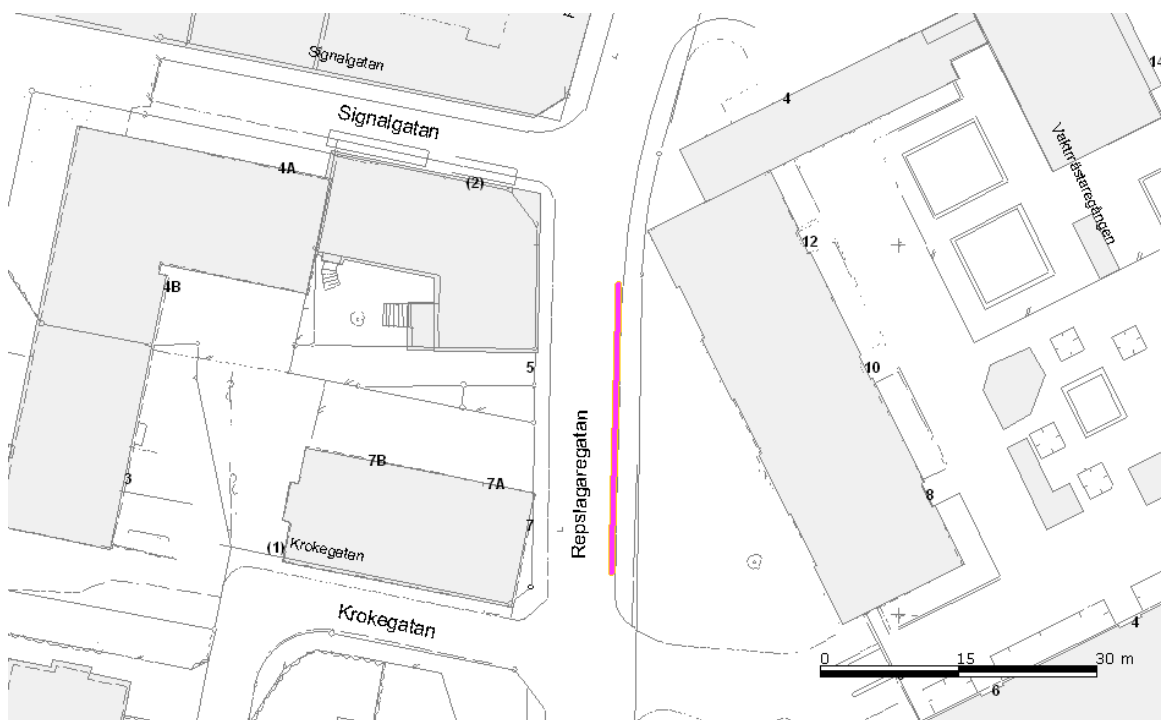 Signalgatan
4
14
Signalgatan
Vaktmästaregången
4A
(2)
12
4B
5
10
7B
7A
3
8
7
Repslagaregatan
(1)
Krokegatan
Krokegatan
4
0 15 30 m
6